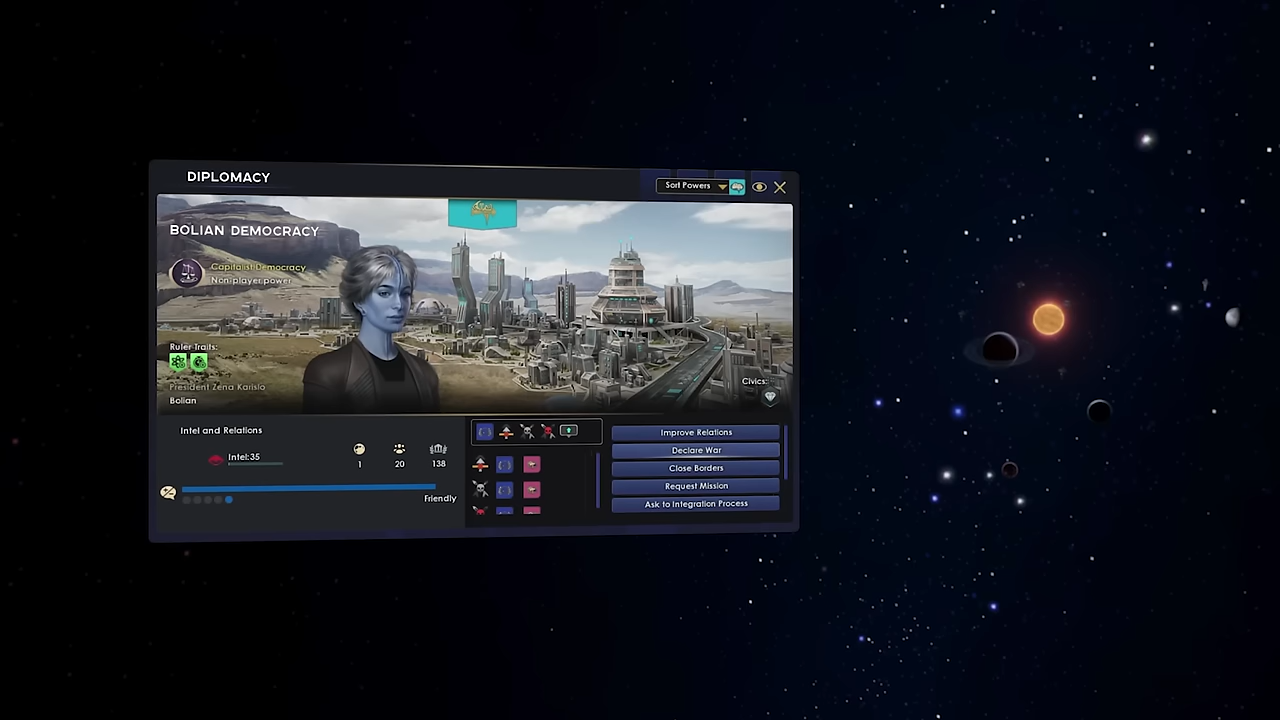 DIPLOMACY
Sort Powers
BOLIAN DEMOCRACY
Capitalist Democracy
Non player power
Ruler Traits:
President Zena Karislo
Bolian
Civics:
Intel and Relations
Intel:35
1
20
138
Friendly
Improve Relations
Declare War
Close Borders
Request Mission
Ask to Integration Process